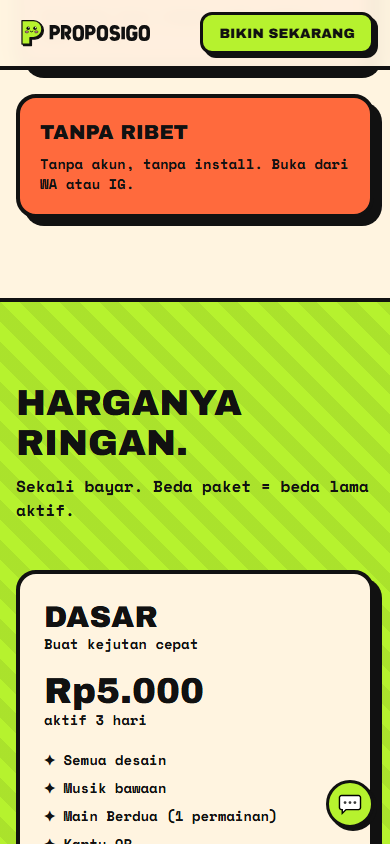 PROPOSIGO
BIKIN SEKARANG
TANPA RIBET
Tanpa akun, tanpa install. Buka dari
WA atau IG.
HARGANYA
RINGAN.
Sekali bayar. Beda paket = beda lama
aktif.
DASAR
Buat kejutan cepat
Rp5.000
aktif 3 hari
✦ Semua desain
✦ Musik bawaan
✦ Main Berdua (1 permainan)